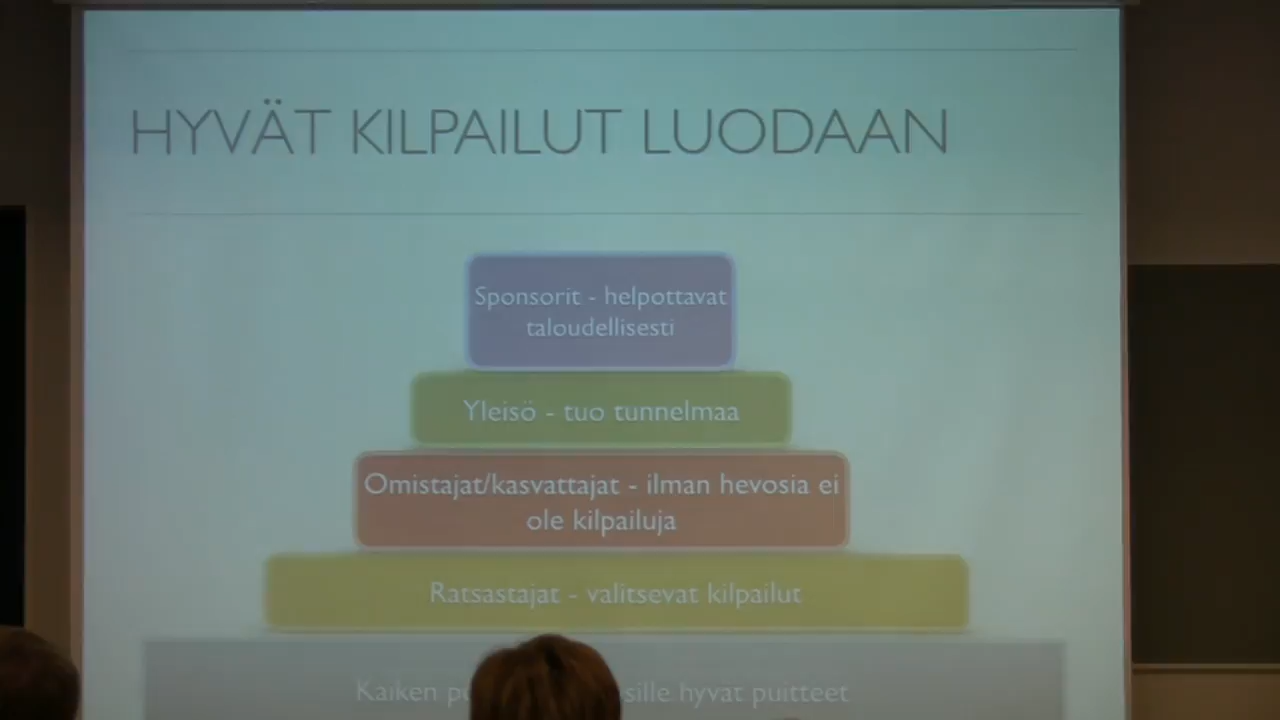 HYVÄT KILPAILUT LUODAAN
Sponsorit - helpottavat
taloudellisesti
Yleisö - tuo tunnelmaa
Omistajat/kasvattajat - ilman hevosia ei
ole kilpailuja
Ratsastajat - valitsevat kilpailut
Kaiken hyvat puitteet